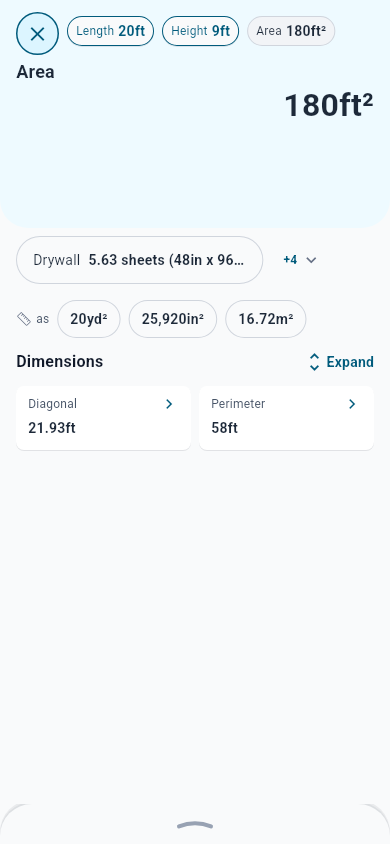 Length 20ft Height 9ft Area 180ft²
Area
180ft²
Drywall 5.63 sheets (48in x 96… +4
as 20yd² 25,920in² 16.72m²
Dimensions Expand
Diagonal Perimeter
21.93ft 58ft